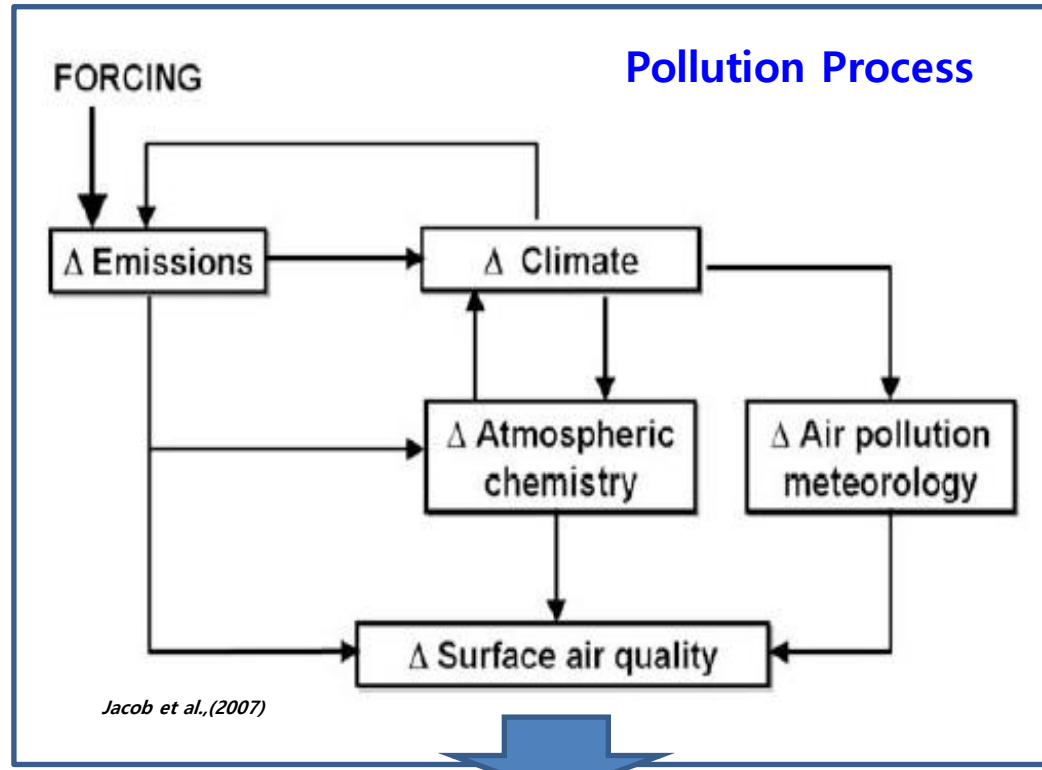 Pollution Process
FORCING
Δ Emissions
Δ Climate
Δ Atmospheric
chemistry
Δ Air pollution
meteorology
Δ Surface air quality
Jacob et al.,(2007)